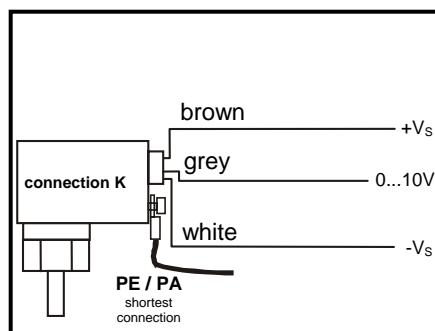 brown
+VS
grey
connection K
0...10V
white
-VS
PE / PA
shortest
connection